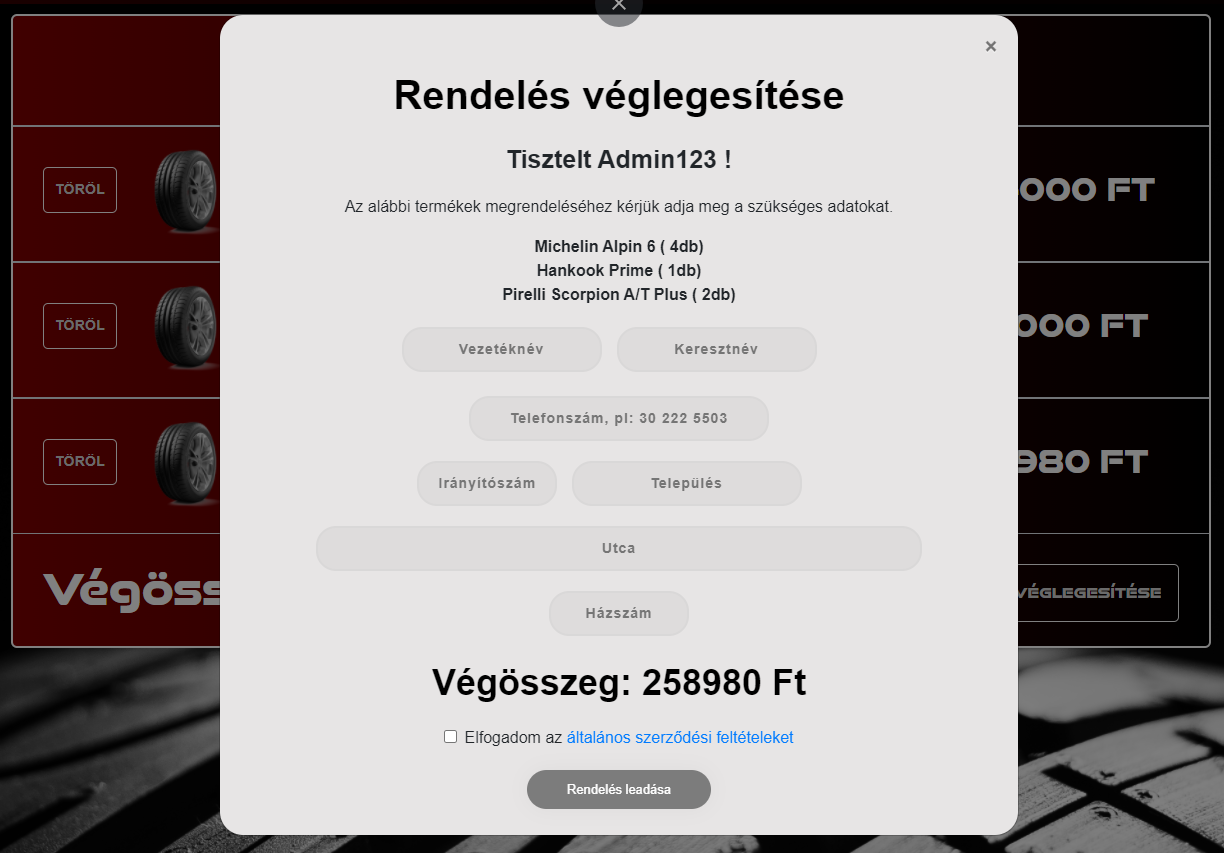 ×
Rendelés véglegesítése
Tisztelt Admin123 !
Az alábbi termékek megrendeléséhez kérjük adja meg a szükséges adatokat.
Michelin Alpin 6 ( 4db)
Hankook Prime ( 1db)
Pirelli Scorpion A/T Plus ( 2db)
Vezetéknév Keresztnév
Telefonszám, pl: 30 222 5503
Irányítószám Település
Utca
Házszám
Végösszeg: 258980 Ft
Elfogadom az általános szerződési feltételeket
Rendelés leadása
TÖRÖL 000 FT
TÖRÖL 000 FT
TÖRÖL 980 FT
Végöss VÉGLEGESÍTÉSE